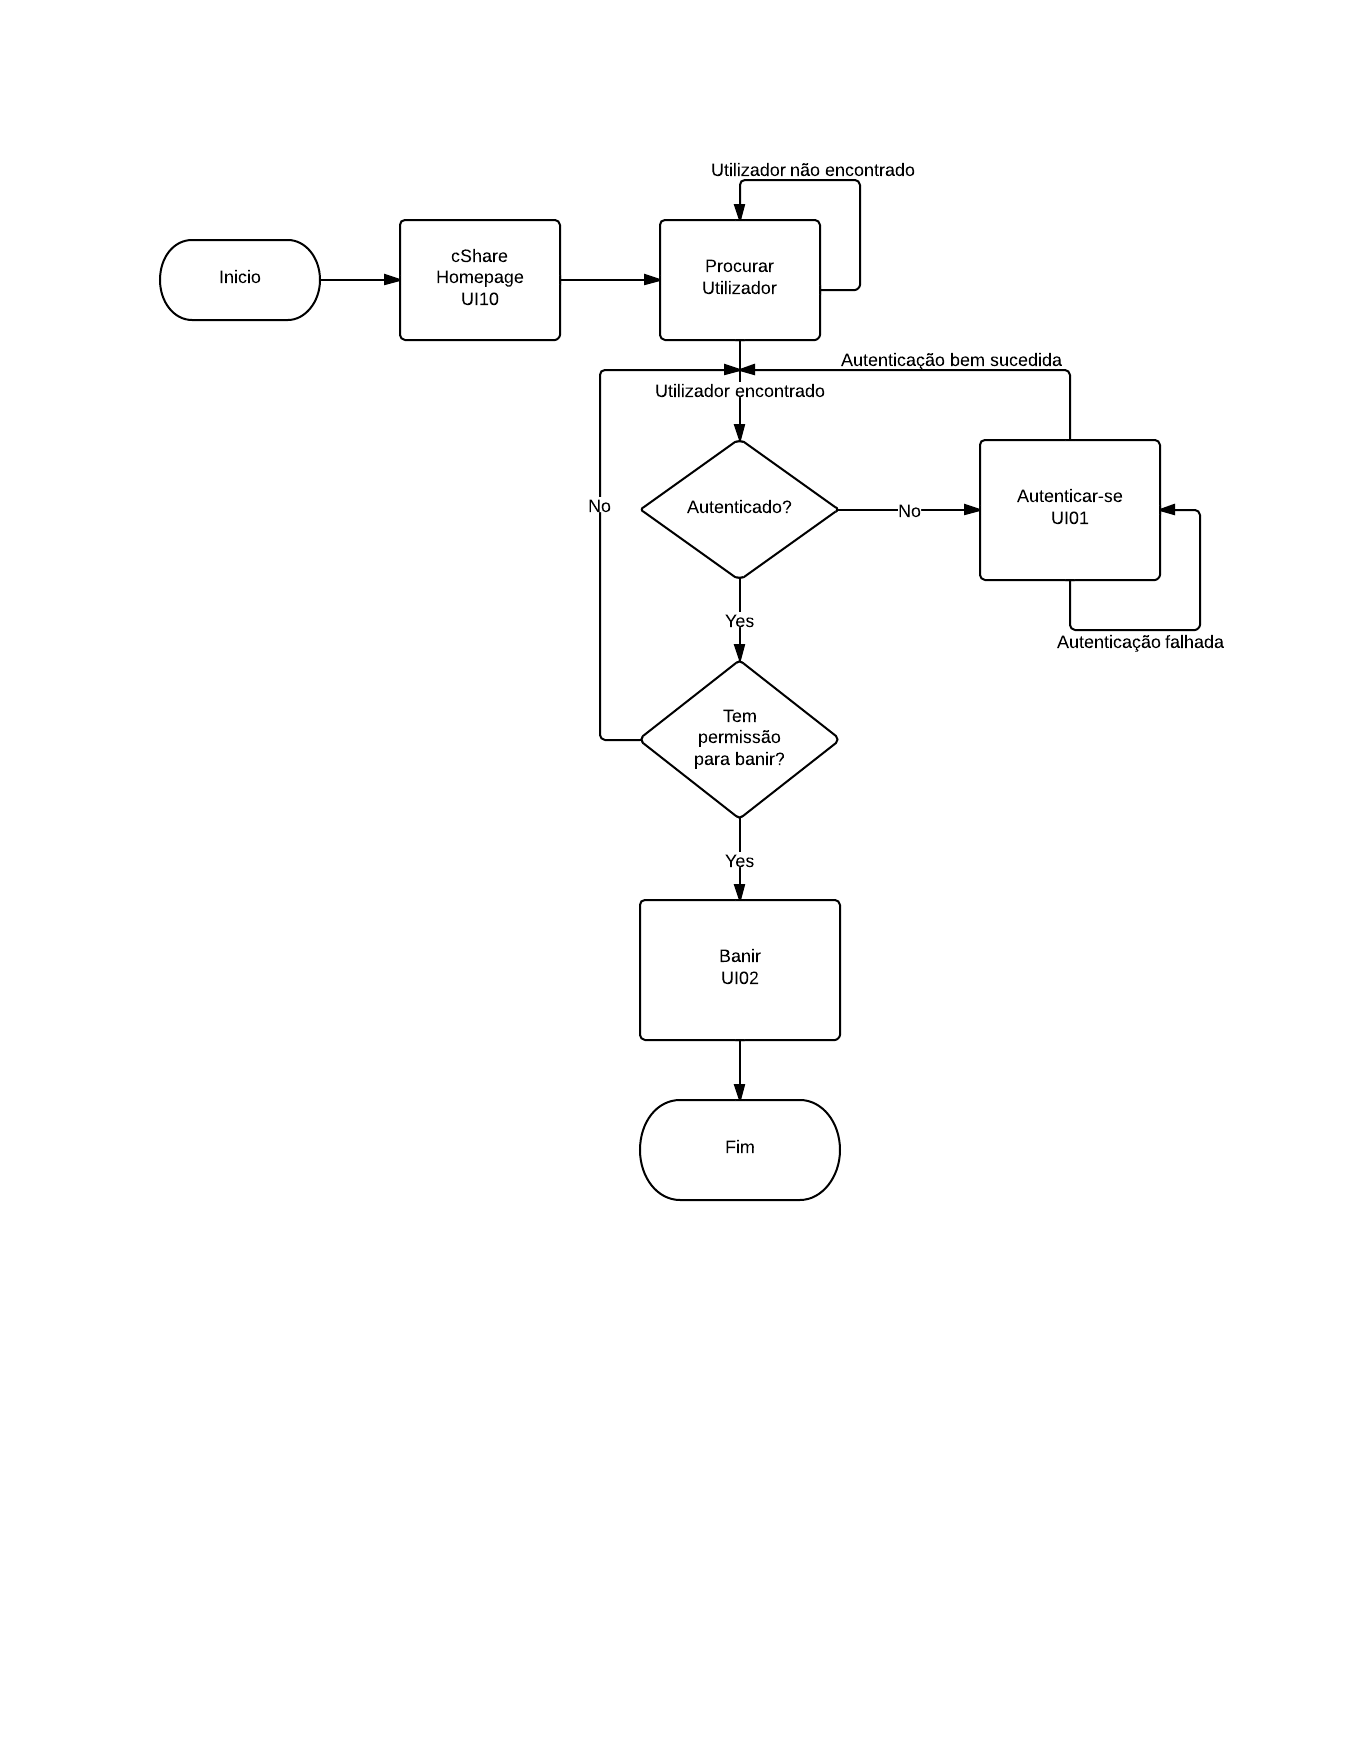 Utilizador não encontrado
Inicio
cShare
Homepage
UI10
Procurar
Utilizador
Autenticação bem sucedida
Utilizador encontrado
No
Autenticado?
No
Autenticar-se
UI01
Yes
Autenticação falhada
Tem
permissão
para banir?
Yes
Banir
UI02
Fim